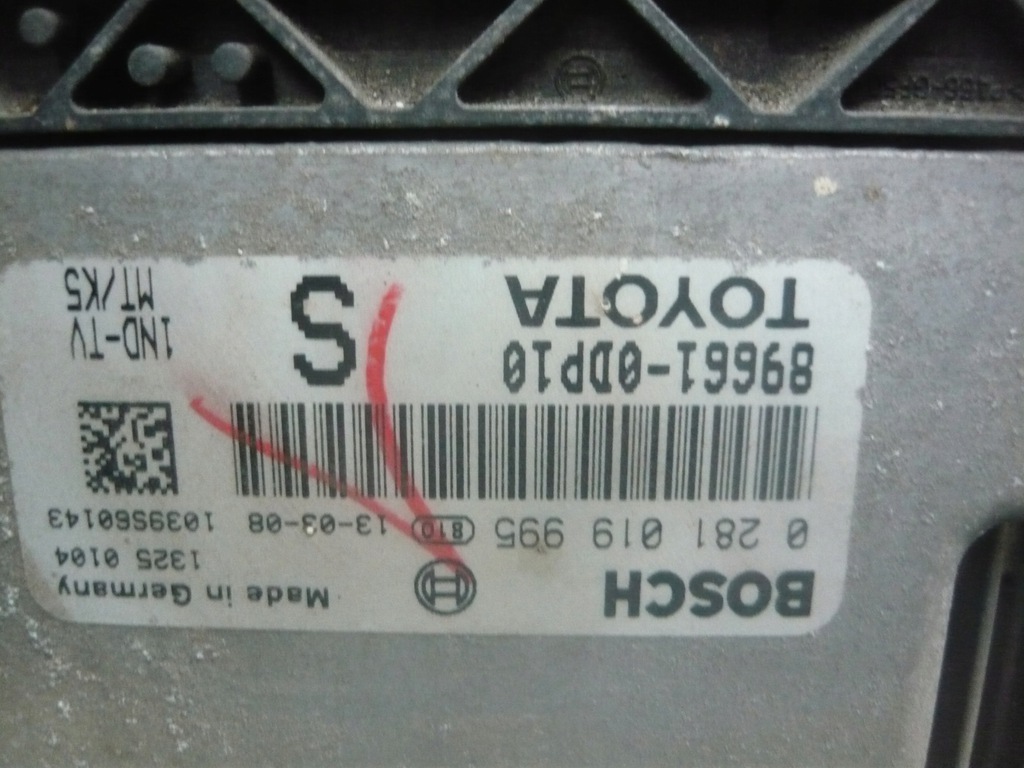 BOSCH
Made in Germany
1325 0104
0 281 019 995 810 13-03-08 1039S60143
89661-0DP10
TOYOTA
S
1ND-TV
MT/K5